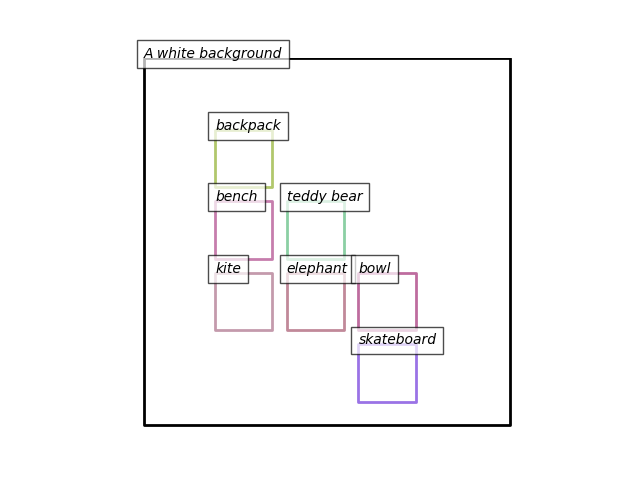 A white background
backpack
bench
teddy bear
kite
elephant
bowl
skateboard